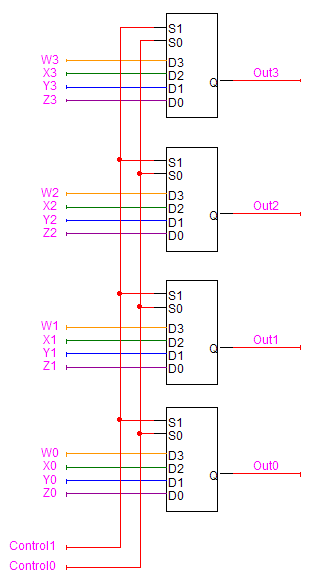 S1
S0
W3 D3
X3 D2
Y3 D1 Q Out3
Z3 D0
S1
S0
W2 D3
X2 D2
Y2 D1 Q Out2
Z2 D0
S1
S0
W1 D3
X1 D2
Y1 D1 Q Out1
Z1 D0
S1
S0
W0 D3
X0 D2
Y0 D1 Q Out0
Z0 D0
Control1
Control0